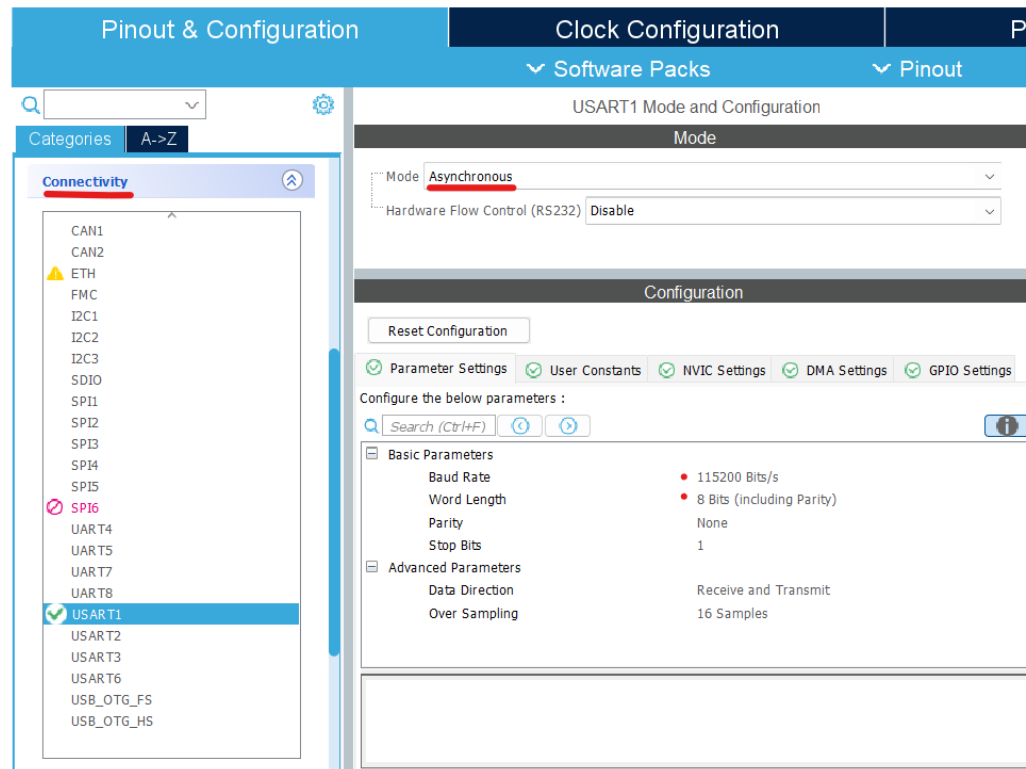 Pinout & Configuration
Clock Configuration
P
Software Packs
Pinout
Categories
A->Z
Connectivity
CAN1
CAN2
ETH
FMC
I2C1
I2C2
I2C3
SDIO
SPI1
SPI2
SPI3
SPI4
SPI5
SPI6
UART4
UART5
UART7
UART8
USART1
USART2
USART3
USART6
USB_OTG_FS
USB_OTG_HS
USART1 Mode and Configuration
Mode
Mode Asynchronous
Hardware Flow Control (RS232) Disable
Configuration
Reset Configuration
Parameter Settings User Constants NVIC Settings DMA Settings GPIO Settings
Configure the below parameters :
Search (Ctrl+F)
Basic Parameters
Baud Rate 115200 Bits/s
Word Length 8 Bits (including Parity)
Parity None
Stop Bits 1
Advanced Parameters
Data Direction Receive and Transmit
Over Sampling 16 Samples